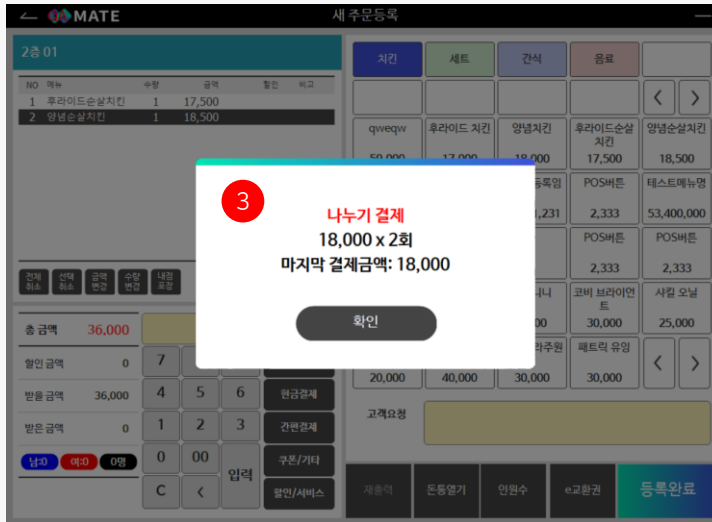 MATE
새 주문등록
2층 01
NO 메뉴 수량 금액 할인 비고
1 후라이드순살치킨 1 17,500
2 양념순살치킨 1 18,500
전체취소 선택취소 금액변경 수량변경 내점포장
총 금액 36,000
할인 금액 0
받을 금액 36,000
받은 금액 0
남:0 여:0 0명
7
4 5 6 현금결제
1 2 3 간편결제
0 00 입력 쿠폰/기타
C 할인/서비스
치킨 세트 간식 음료
qweqw 후라이드 치킨 양념치킨 후라이드순살치킨 양념순살치킨
17,500 18,500
등록임 POS버튼 테스트메뉴명
,231 2,333 53,400,000
POS버튼 POS버튼
2,333 2,333
코비 브라이언트 샤킬 오닐
30,000 25,000
패트릭 유잉
20,000 40,000 30,000 30,000
고객요청
재출력 돈통열기 인원수 e교환권 등록완료
3
나누기 결제
18,000 x 2회
마지막 결제금액: 18,000
확인